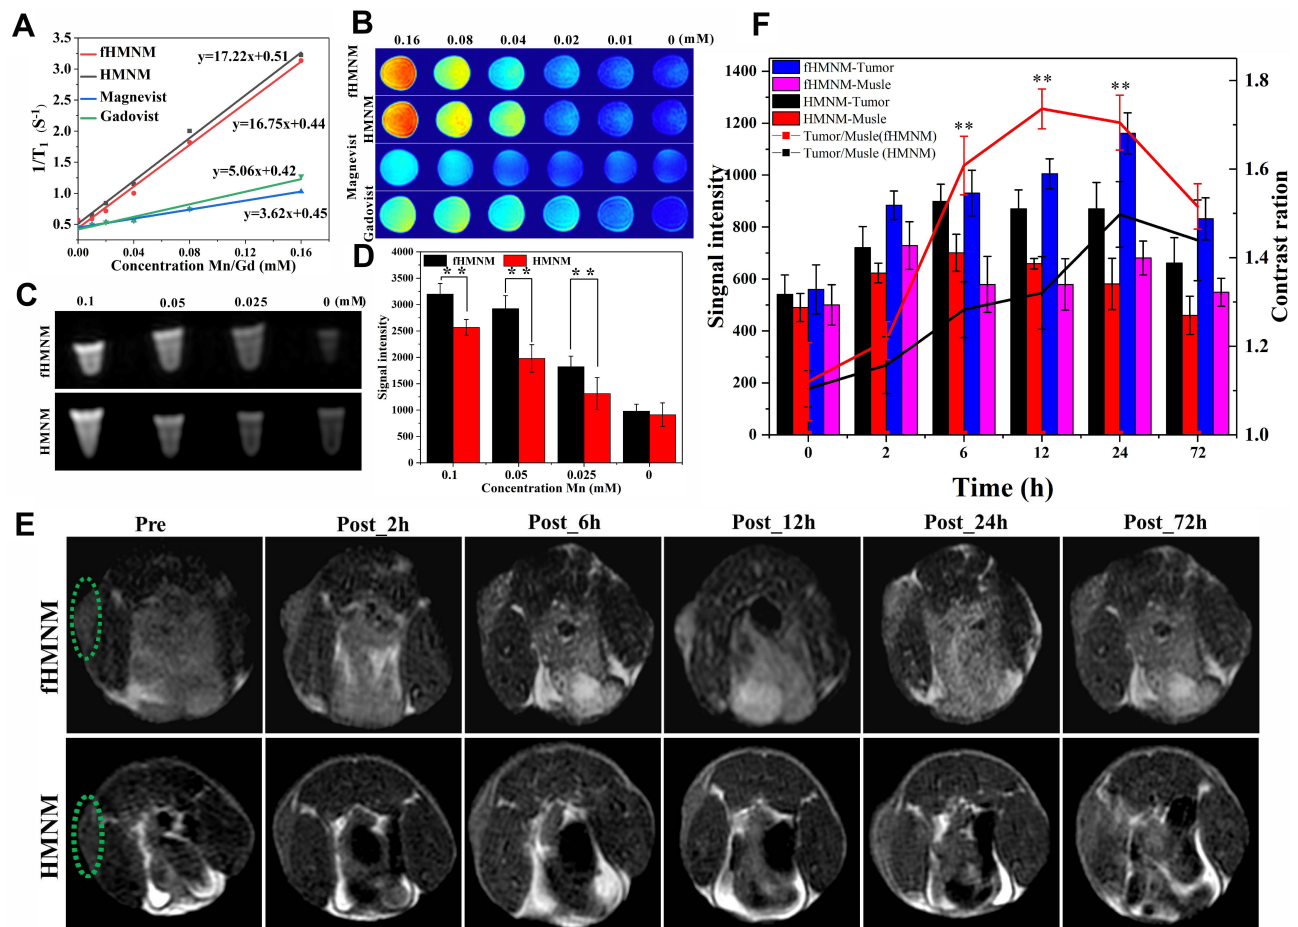 A
fHMNM
HMNM
Magnevist
Gadovist
y=17.22x+0.51
y=16.75x+0.44
y=5.06x+0.42
y=3.62x+0.45
1/T1 (S-1)
3.5
3.0
2.5
2.0
1.5
1.0
0.5
0.00 0.04 0.08 0.12 0.16
Concentration Mn/Gd (mM)
B
0.16 0.08 0.04 0.02 0.01 0 (mM)
fHMNM
HMNM
Magnevist
Gadovist
C
0.1 0.05 0.025 0 (mM)
fHMNM
HMNM
D
fHMNM HMNM
** ** **
Signal intensity
4000
3500
3000
2500
2000
1500
1000
500
0
0.1 0.05 0.025 0
Concentration Mn (mM)
F
fHMNM-Tumor
fHMNM-Musle
HMNM-Tumor
HMNM-Musle
Tumor/Musle(fHMNM)
Tumor/Musle (HMNM)
** ** **
Singnal intensity
1400
1200
1000
800
600
400
200
0
Contrast ration
1.8
1.6
1.4
1.2
1.0
0 2 6 12 24 72
Time (h)
E
Pre Post_2h Post_6h Post_12h Post_24h Post_72h
fHMNM
HMNM